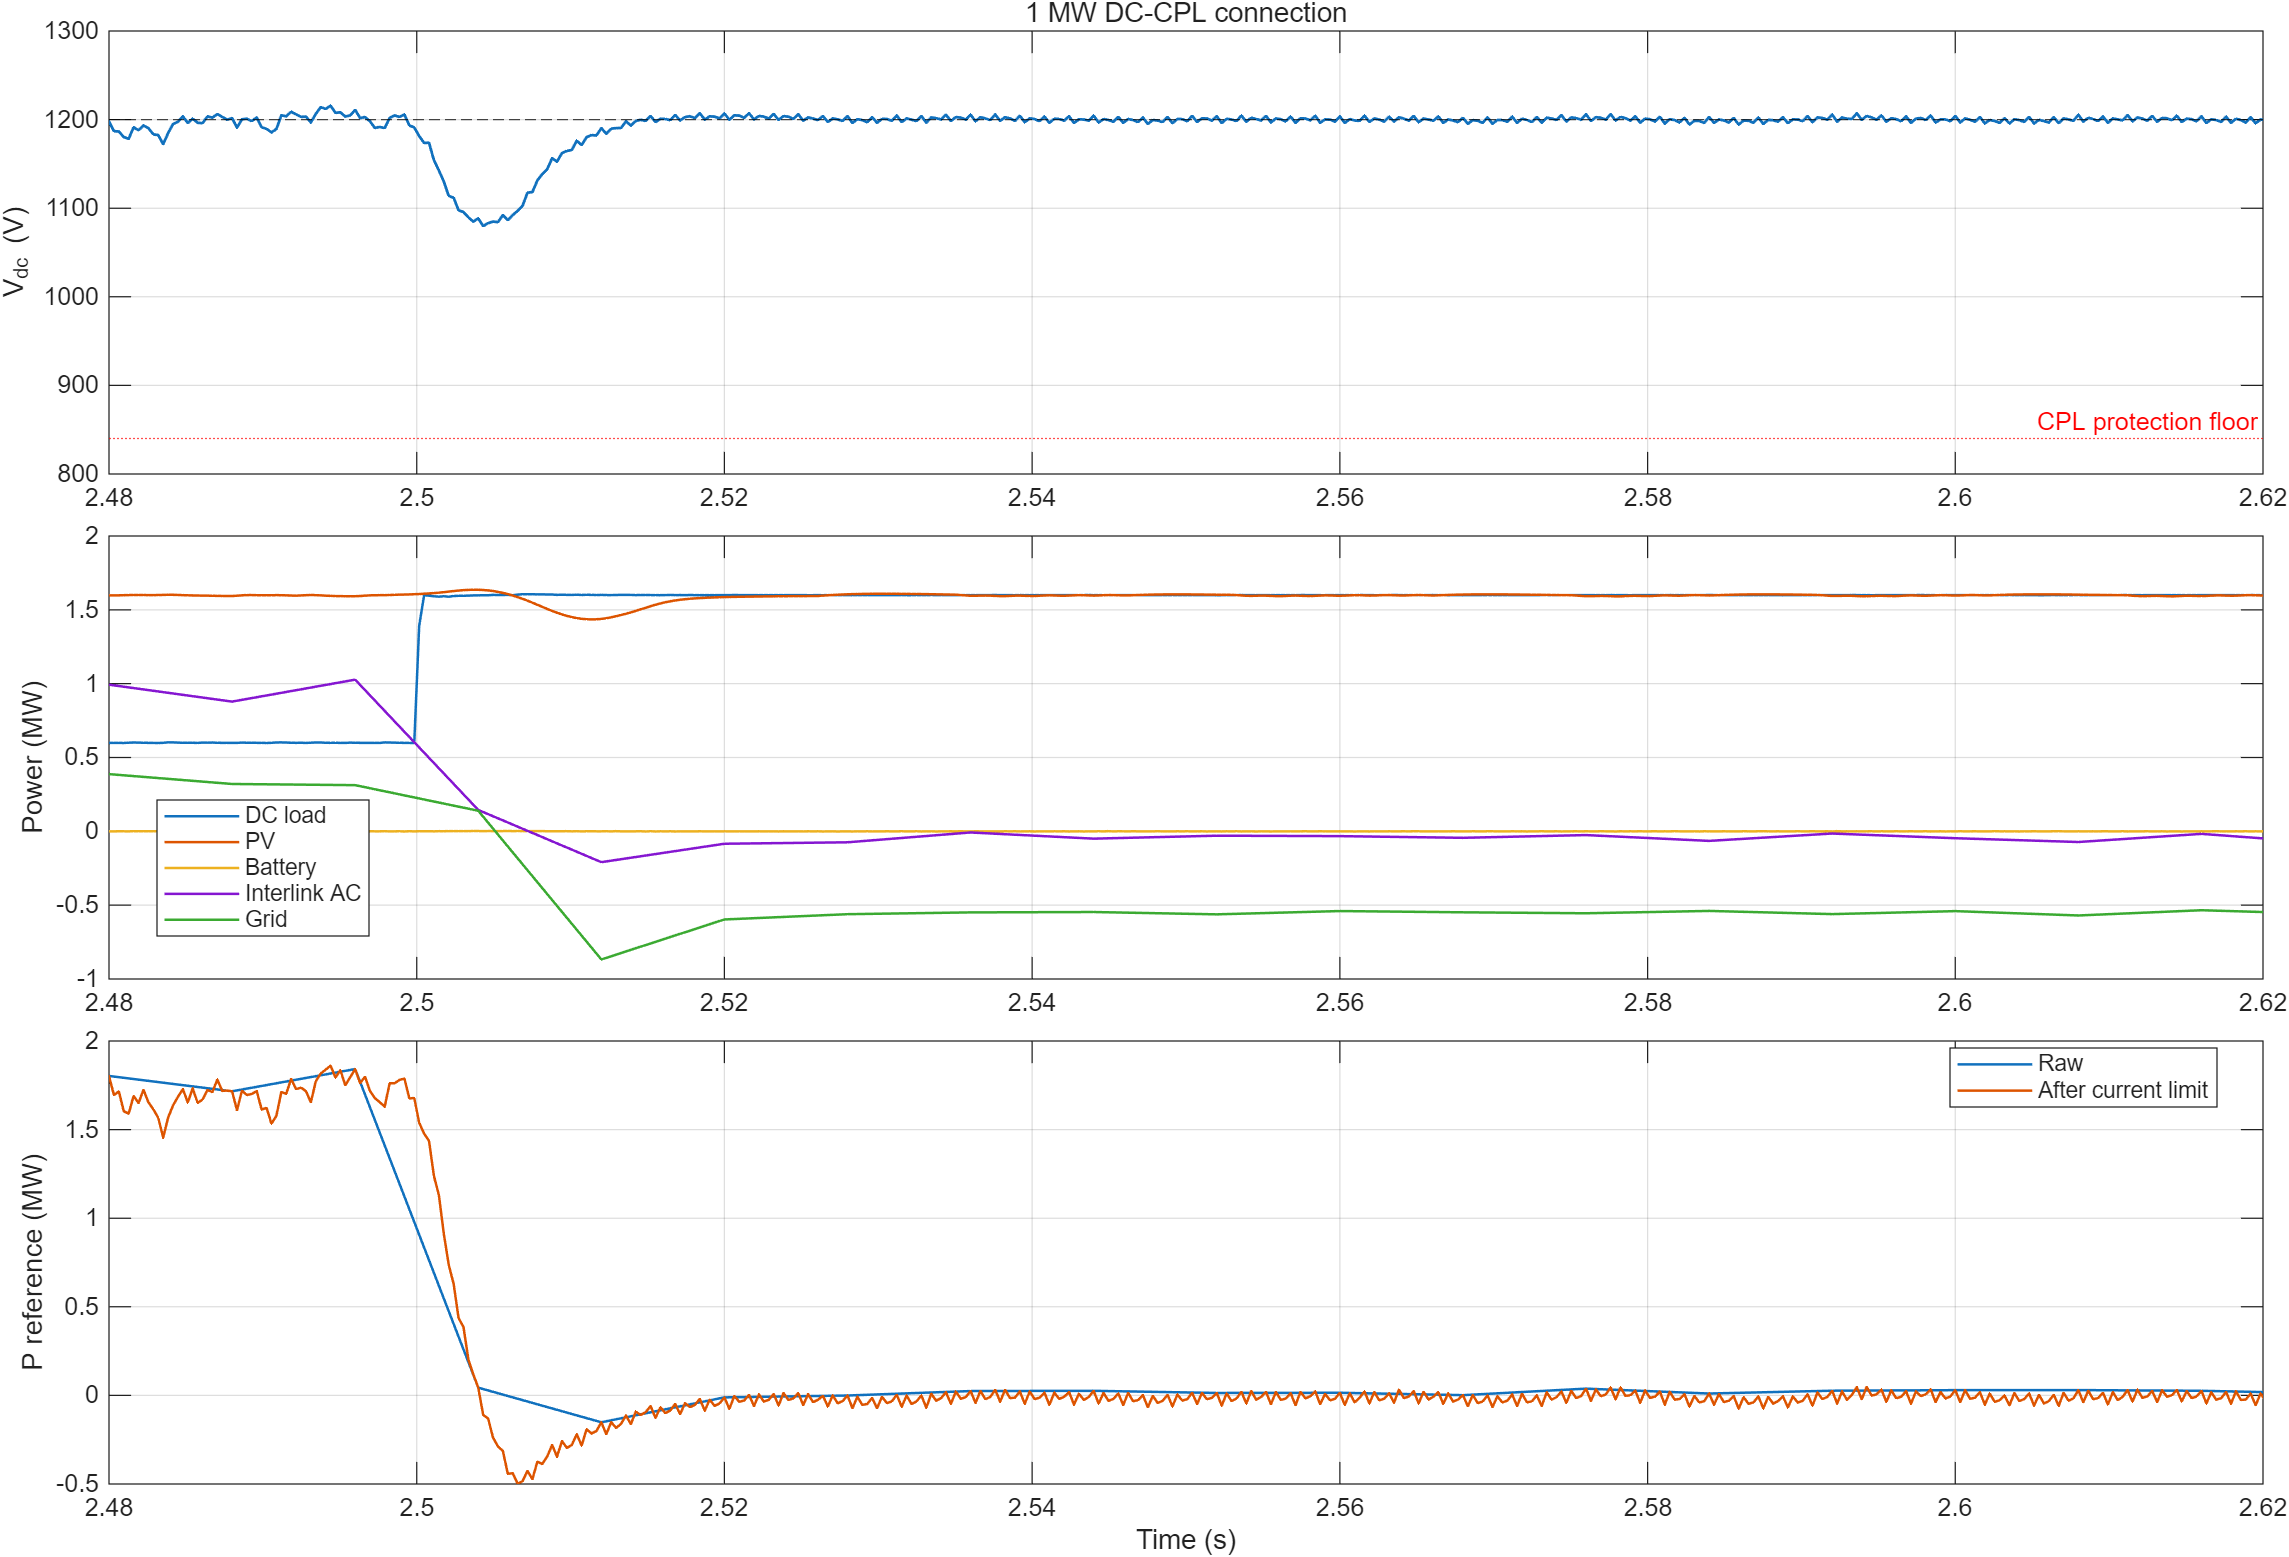 1 MW DC-CPL connection
1300
1200
1100
1000
900
800
V_dc (V)
CPL protection floor
2.48 2.5 2.52 2.54 2.56 2.58 2.6 2.62
2
1.5
1
0.5
0
-0.5
-1
Power (MW)
DC load
PV
Battery
Interlink AC
Grid
2.48 2.5 2.52 2.54 2.56 2.58 2.6 2.62
2
1.5
1
0.5
0
-0.5
P reference (MW)
Raw
After current limit
2.48 2.5 2.52 2.54 2.56 2.58 2.6 2.62
Time (s)